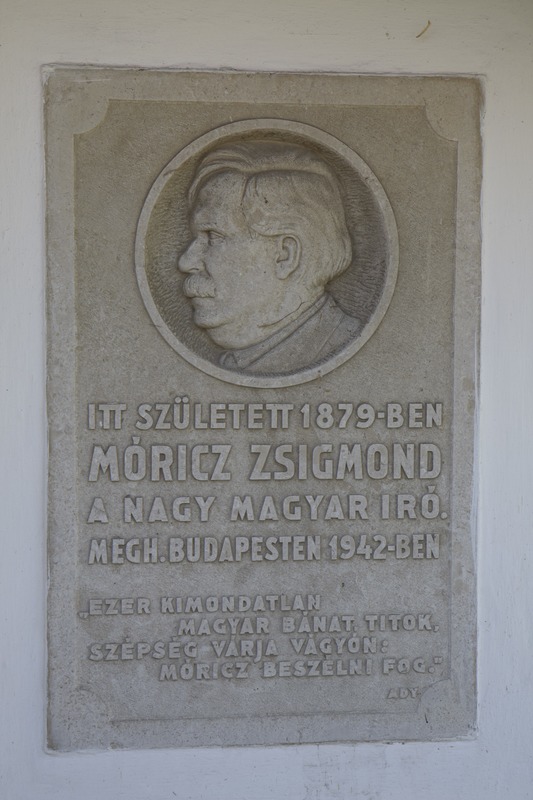 ITT SZÜLETETT 1879-BEN
MÓRICZ ZSIGMOND
A NAGY MAGYAR IRÓ.
MEGH. BUDAPESTEN 1942-BEN
„EZER KIMONDATLAN
MAGYAR BÁNAT, TITOK,
SZÉPSÉG VÁRJA VÁGYÓN:
MÓRICZ BESZÉLNI FOG."
ADY